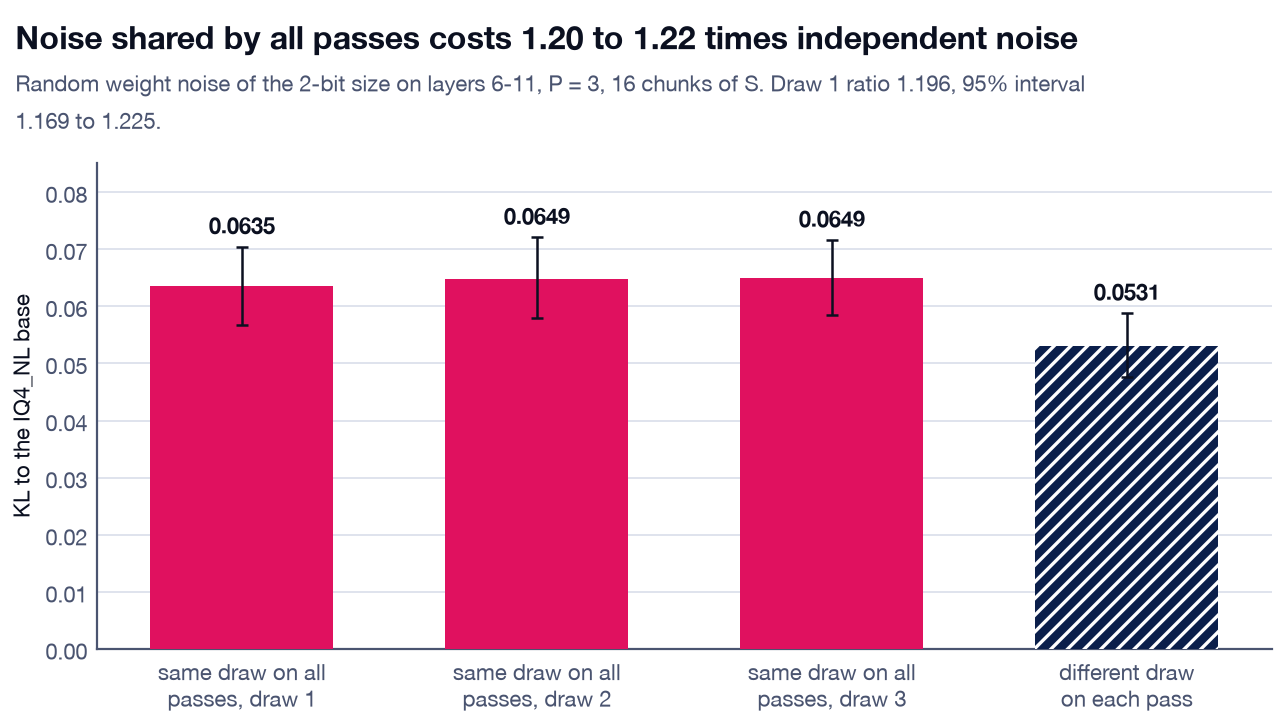 Noise shared by all passes costs 1.20 to 1.22 times independent noise
Random weight noise of the 2-bit size on layers 6-11, P = 3, 16 chunks of S. Draw 1 ratio 1.196, 95% interval
1.169 to 1.225.
KL to the IQ4_NL base
0.08
0.07
0.06
0.05
0.04
0.03
0.02
0.01
0.00
0.0635
0.0649
0.0649
0.0531
same draw on all
passes, draw 1
same draw on all
passes, draw 2
same draw on all
passes, draw 3
different draw
on each pass